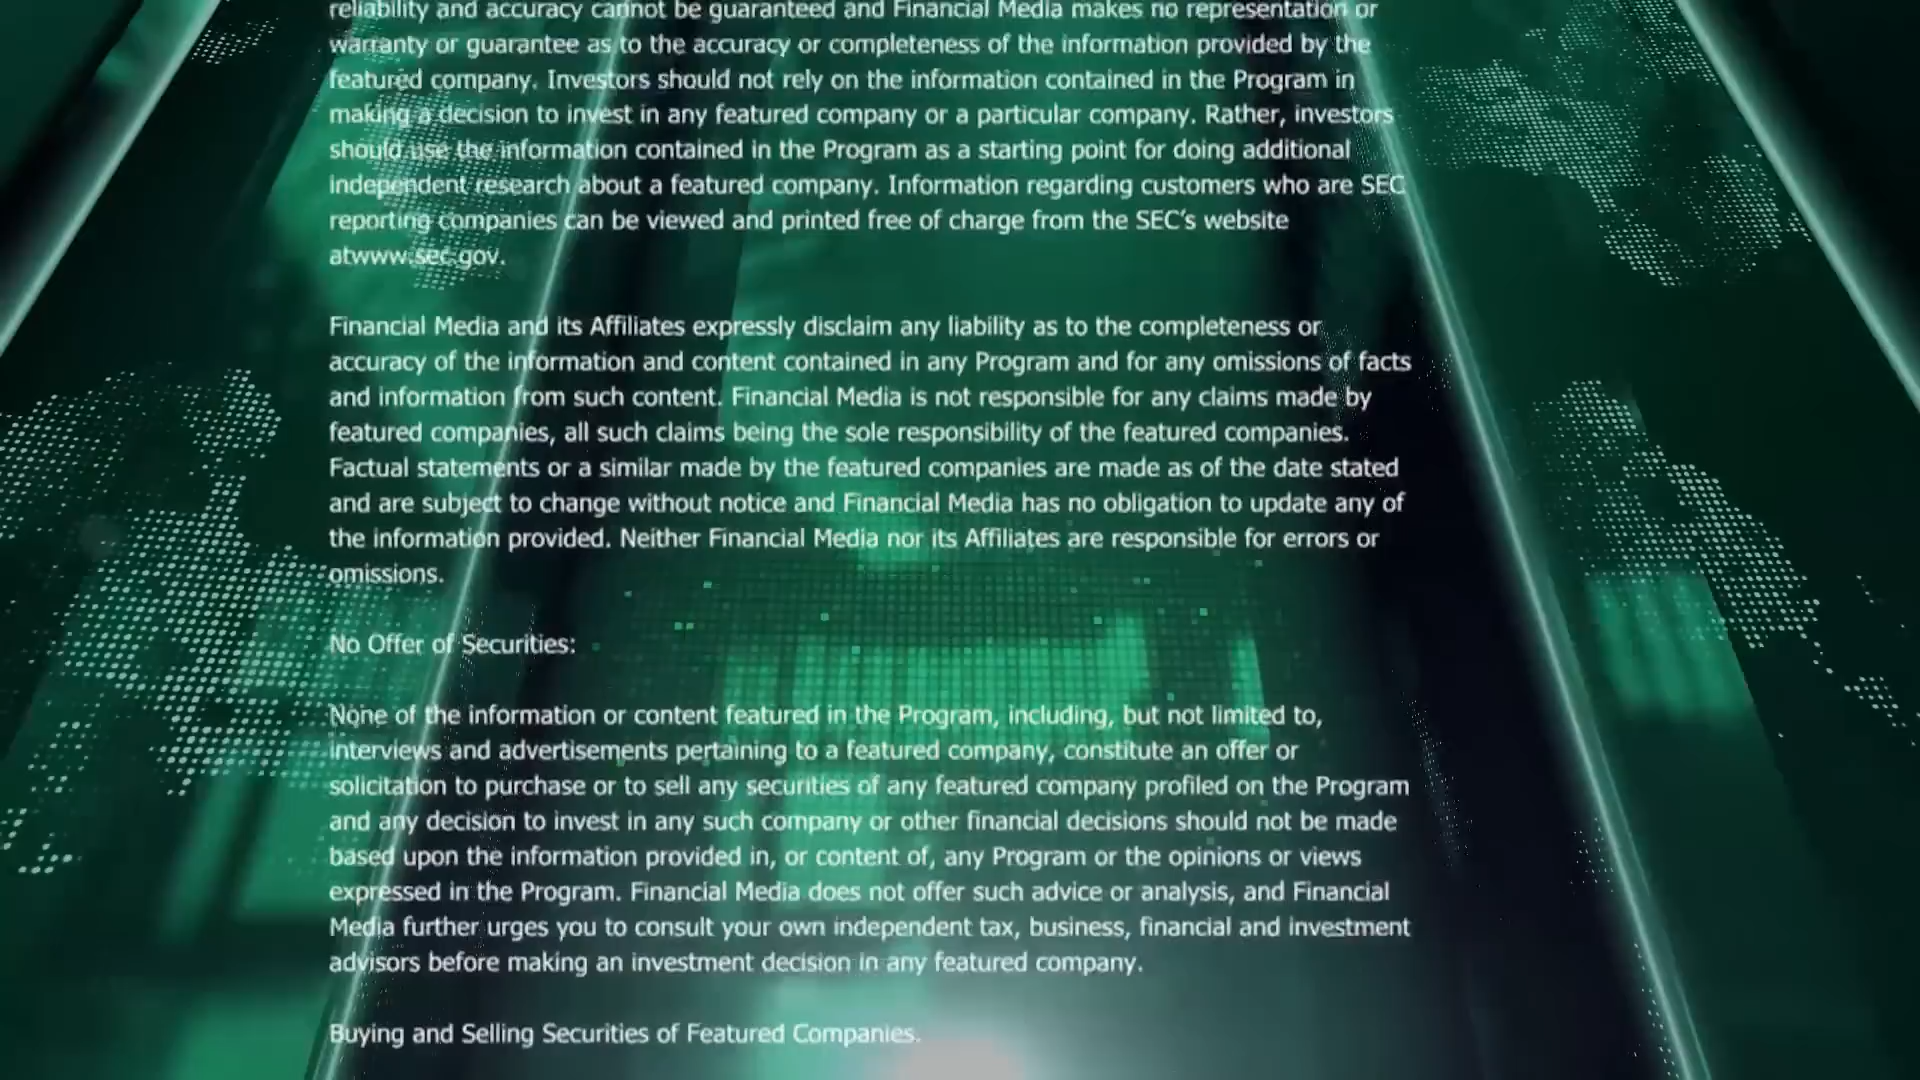 reliability and accuracy cannot be guaranteed and Financial Media makes no representation or
warranty or guarantee as to the accuracy or completeness of the information provided by the
featured company. Investors should not rely on the information contained in the Program in
making a decision to invest in any featured company or a particular company. Rather, investors
should use the information contained in the Program as a starting point for doing additional
independent research about a featured company. Information regarding customers who are SEC
reporting companies can be viewed and printed free of charge from the SEC’s website
atwww.sec.gov.
Financial Media and its Affiliates expressly disclaim any liability as to the completeness or
accuracy of the information and content contained in any Program and for any omissions of facts
and information from such content. Financial Media is not responsible for any claims made by
featured companies, all such claims being the sole responsibility of the featured companies.
Factual statements or a similar made by the featured companies are made as of the date stated
and are subject to change without notice and Financial Media has no obligation to update any of
the information provided. Neither Financial Media nor its Affiliates are responsible for errors or
omissions.
No Offer of Securities:
None of the information or content featured in the Program, including, but not limited to,
interviews and advertisements pertaining to a featured company, constitute an offer or
solicitation to purchase or to sell any securities of any featured company profiled on the Program
and any decision to invest in any such company or other financial decisions should not be made
based upon the information provided in, or content of, any Program or the opinions or views
expressed in the Program. Financial Media does not offer such advice or analysis, and Financial
Media further urges you to consult your own independent tax, business, financial and investment
advisors before making an investment decision in any featured company.
Buying and Selling Securities of Featured Companies.